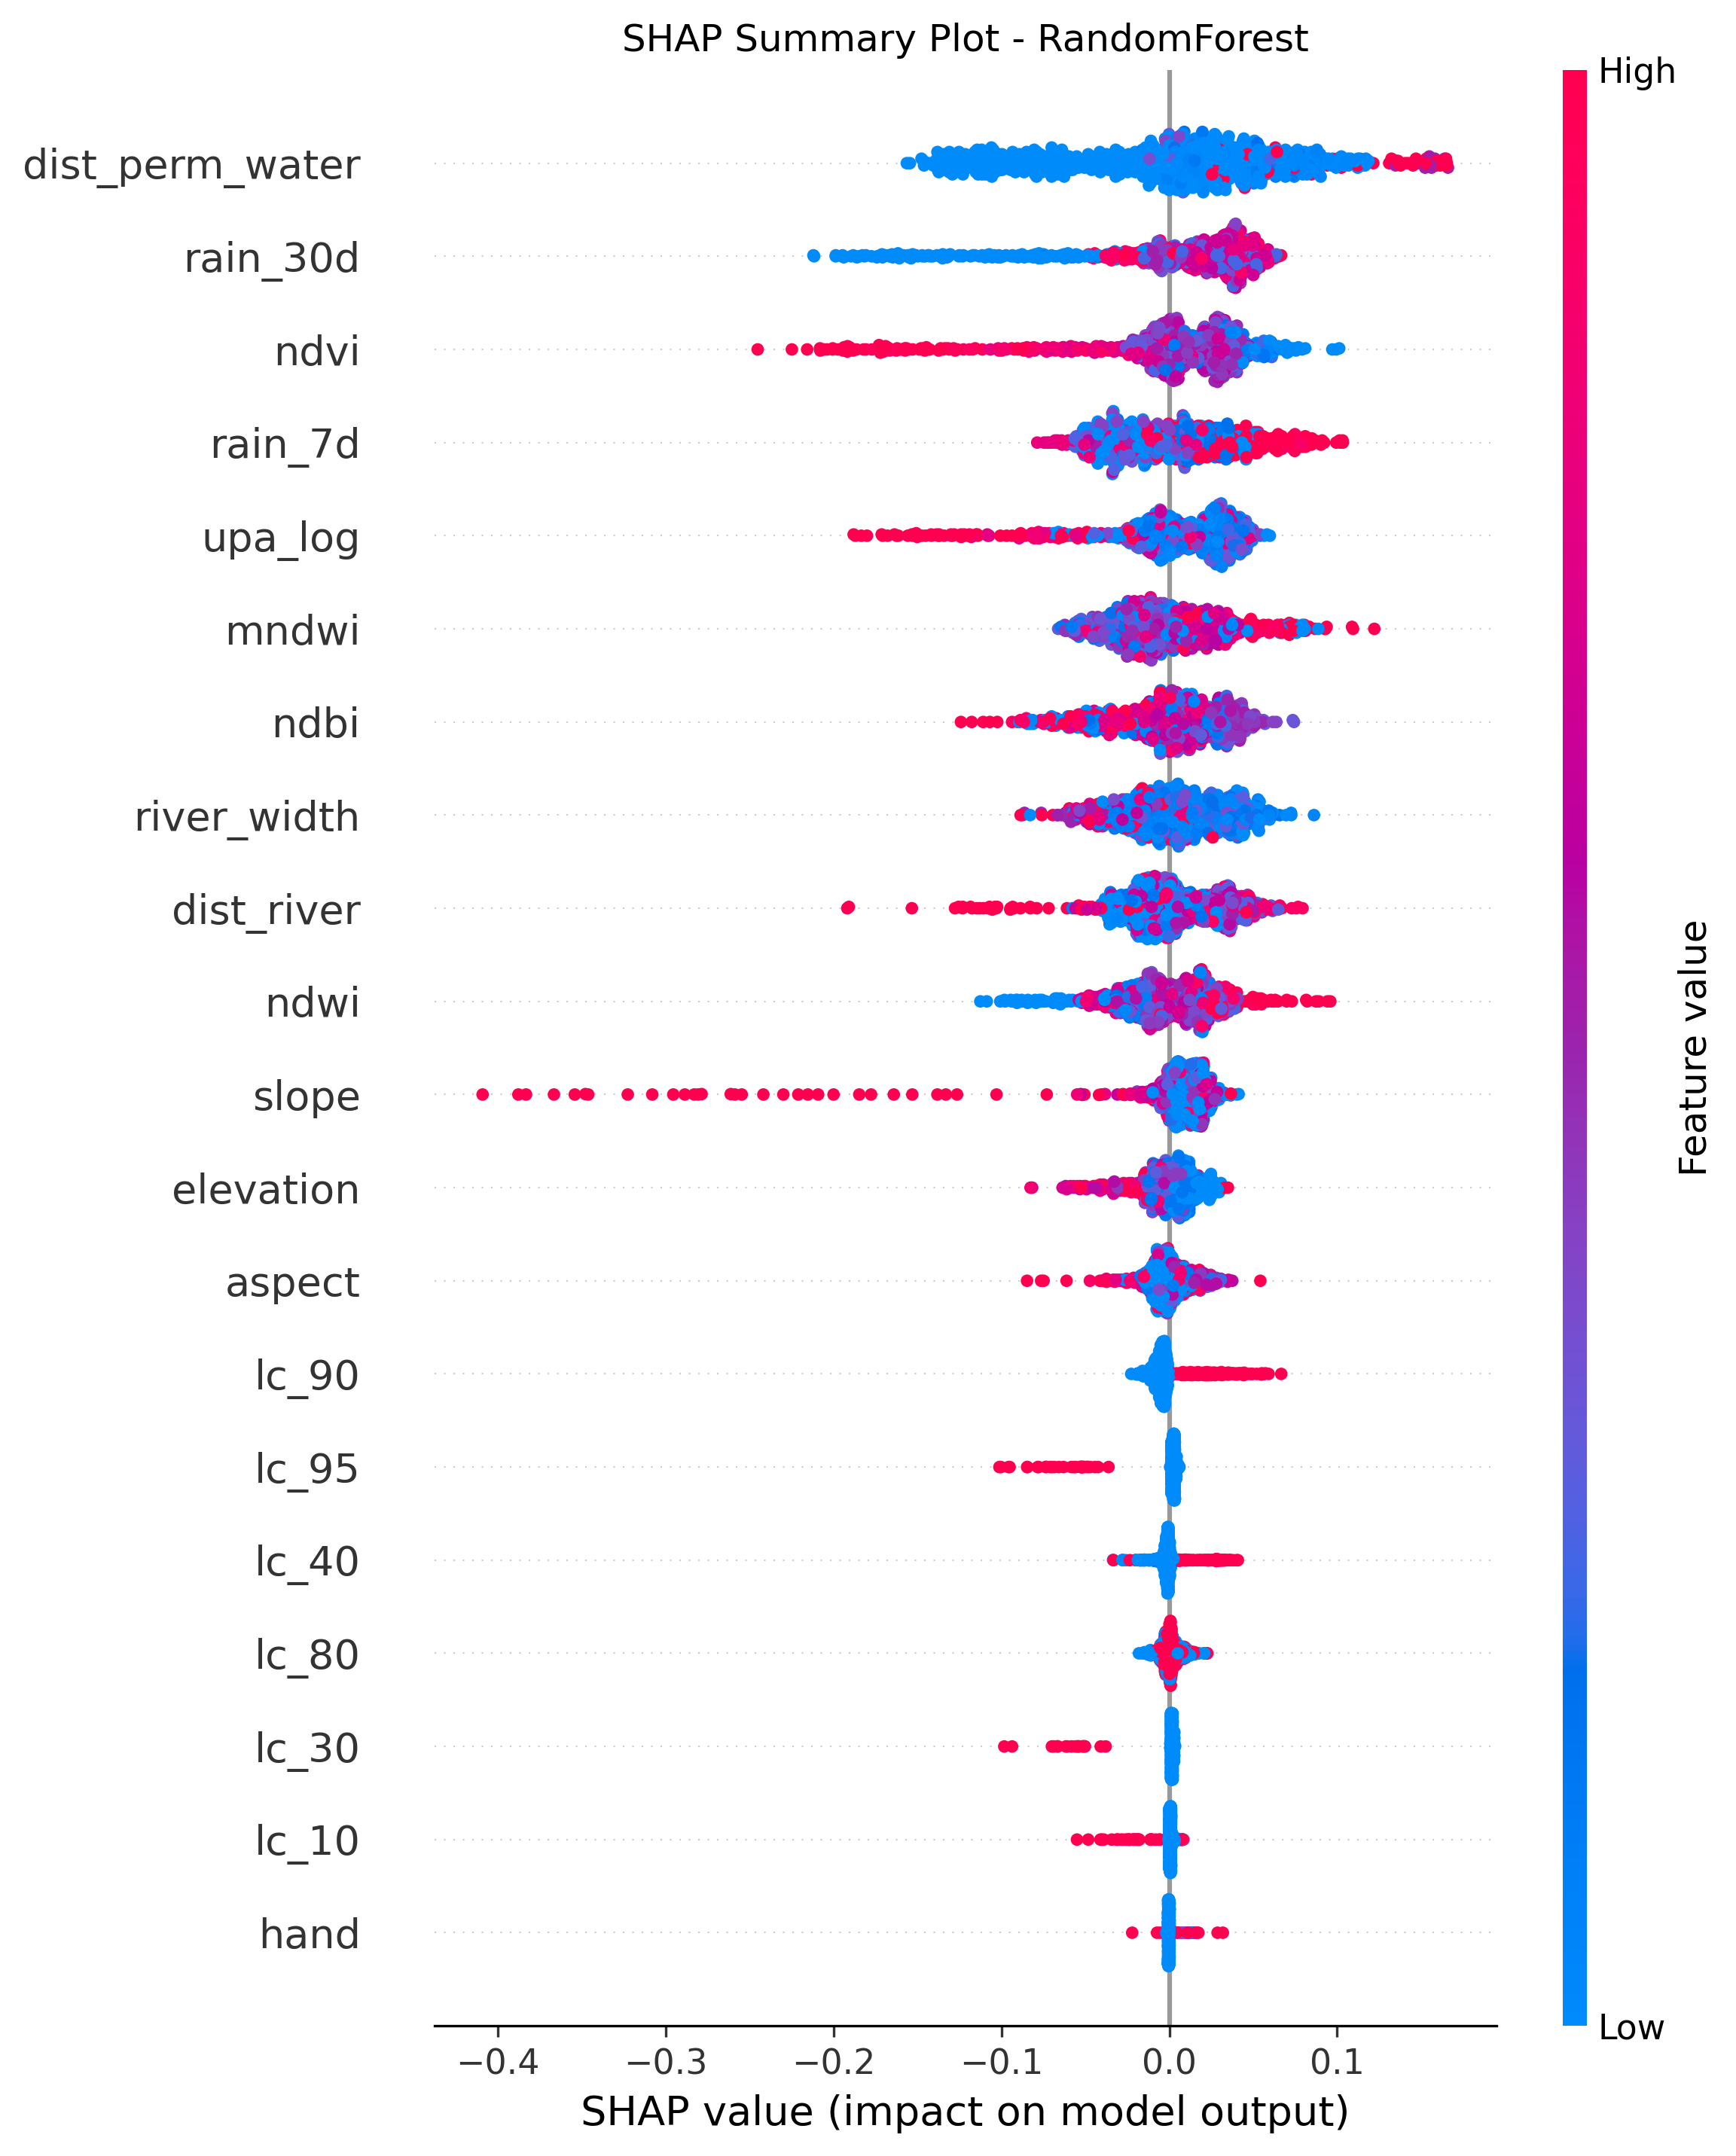 SHAP Summary Plot - RandomForest
High
dist_perm_water
rain_30d
ndvi
rain_7d
upa_log
mndwi
ndbi
river_width
dist_river
ndwi
slope
elevation
aspect
lc_90
lc_95
lc_40
lc_80
lc_30
lc_10
hand
Feature value
Low
−0.4 −0.3 −0.2 −0.1 0.0 0.1
SHAP value (impact on model output)